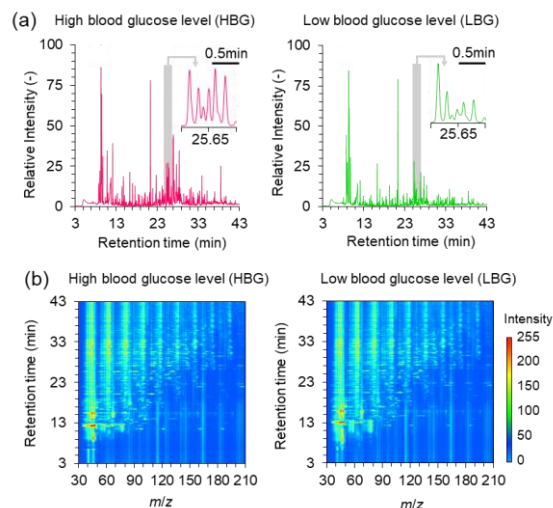 (a)
High blood glucose level (HBG)
Low blood glucose level (LBG)
Relative Intensity (-)
100
75
50
25
0
3 13 23 33 43
Retention time (min)
0.5min
25.65
Relative Intensity (-)
100
75
50
25
0
3 13 23 33 43
Retention time (min)
0.5min
25.65
(b)
High blood glucose level (HBG)
Low blood glucose level (LBG)
Retention time (min)
43
33
23
13
3
30 60 90 120 150 180 210
m/z
Retention time (min)
43
33
23
13
3
30 60 90 120 150 180 210
m/z
Intensity
255
200
150
100
50
0